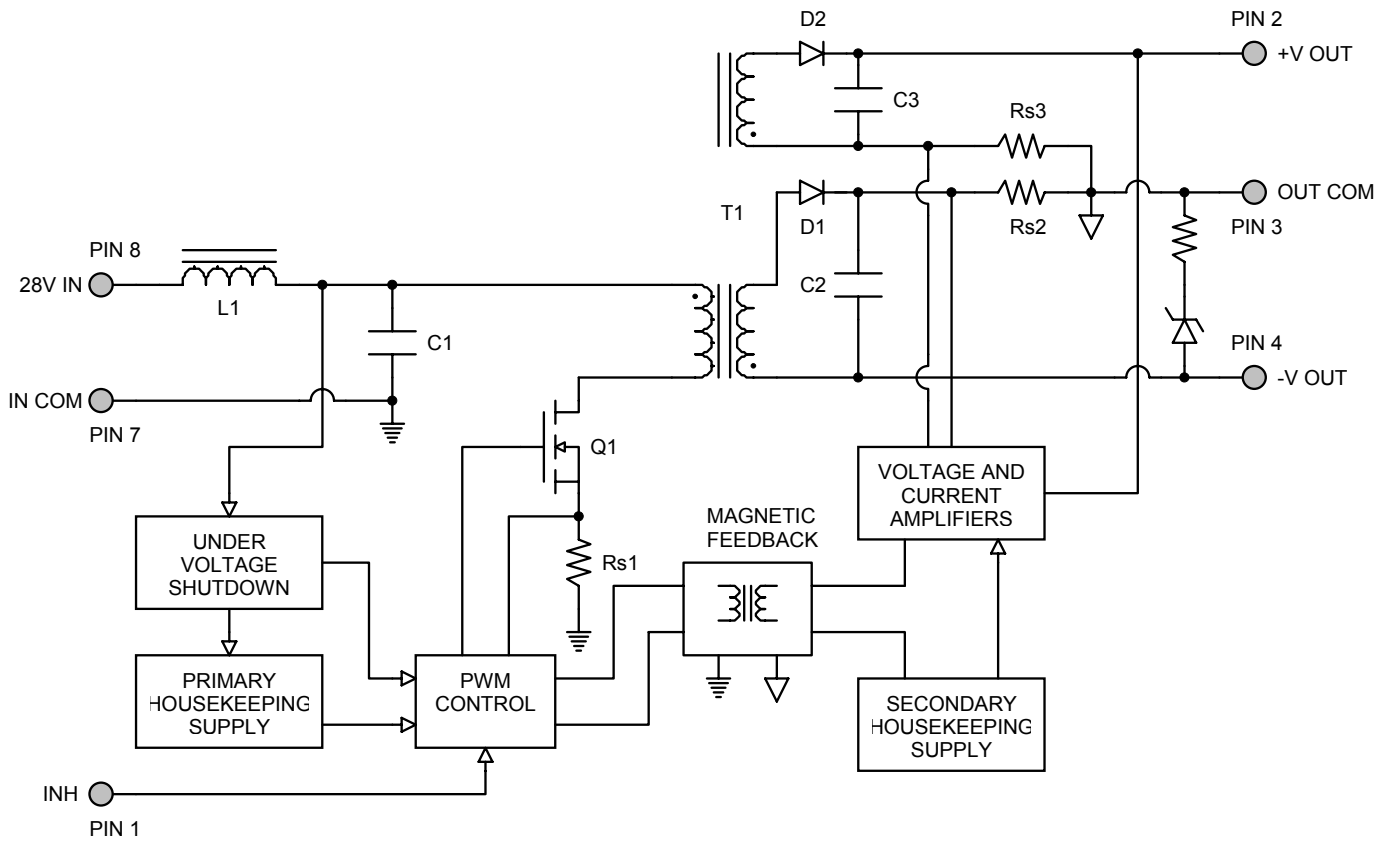 D2
PIN 2
+V OUT
C3
Rs3
T1
D1
Rs2
OUT COM
PIN 3
PIN 8
28V IN
L1
C1
C2
PIN 4
-V OUT
IN COM
PIN 7
Q1
VOLTAGE AND
CURRENT
AMPLIFIERS
MAGNETIC
FEEDBACK
UNDER
VOLTAGE
SHUTDOWN
Rs1
PRIMARY
HOUSEKEEPING
SUPPLY
PWM
CONTROL
SECONDARY
HOUSEKEEPING
SUPPLY
INH
PIN 1